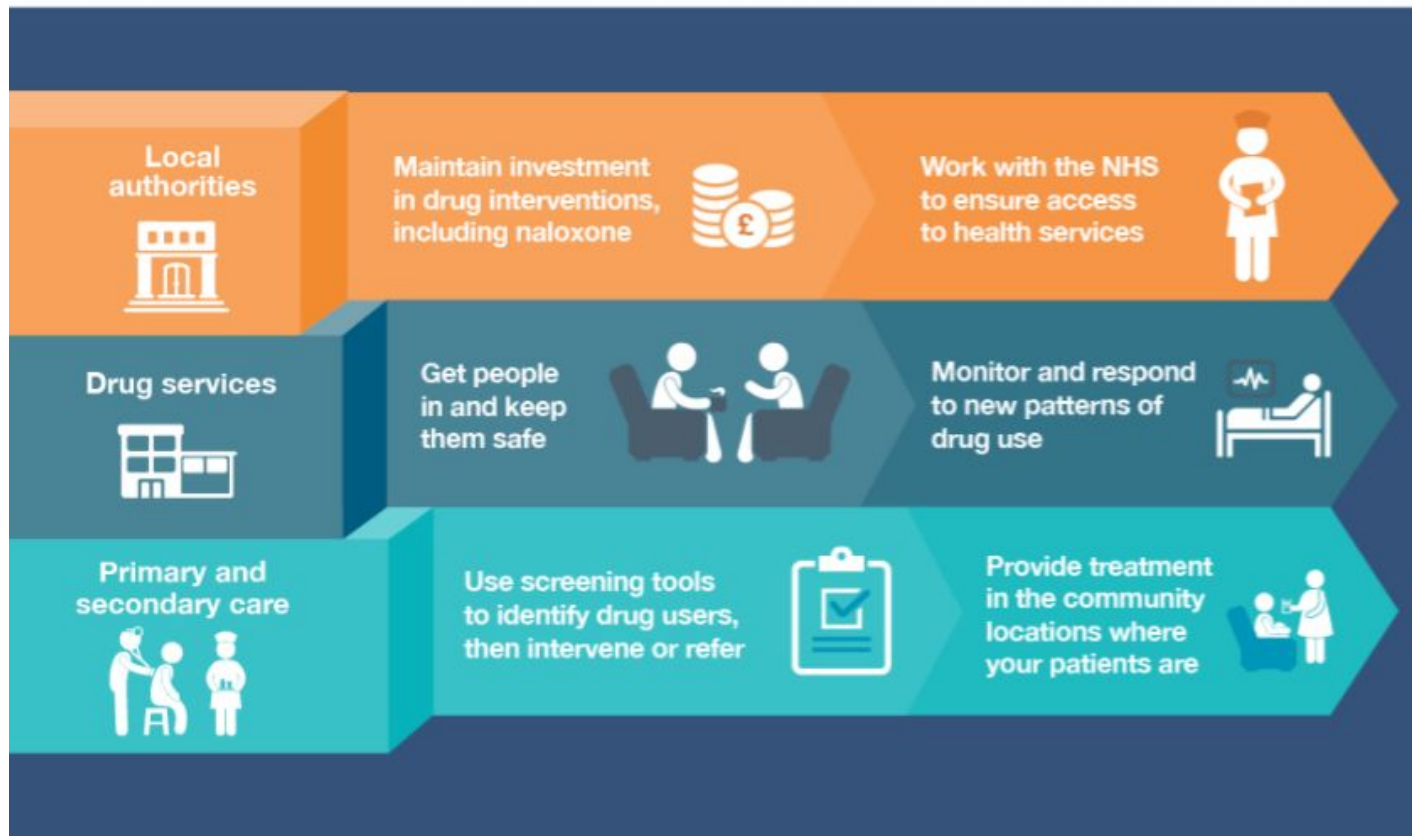 Local
authorities
Maintain investment
in drug interventions,
including naloxone
£
Work with the NHS
to ensure access
to health services
Drug services
Get people
in and keep
them safe
Monitor and respond
to new patterns of
drug use
Primary and
secondary care
Use screening tools
to identify drug users,
then intervene or refer
Provide treatment
in the community
locations where
your patients are